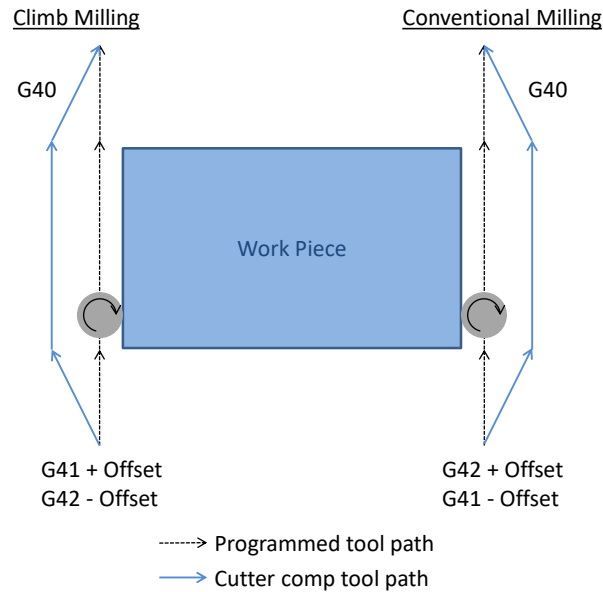 Climb Milling
Conventional Milling
G40
G40
Work Piece
G41 + Offset
G42 - Offset
G42 + Offset
G41 - Offset
Programmed tool path
Cutter comp tool path